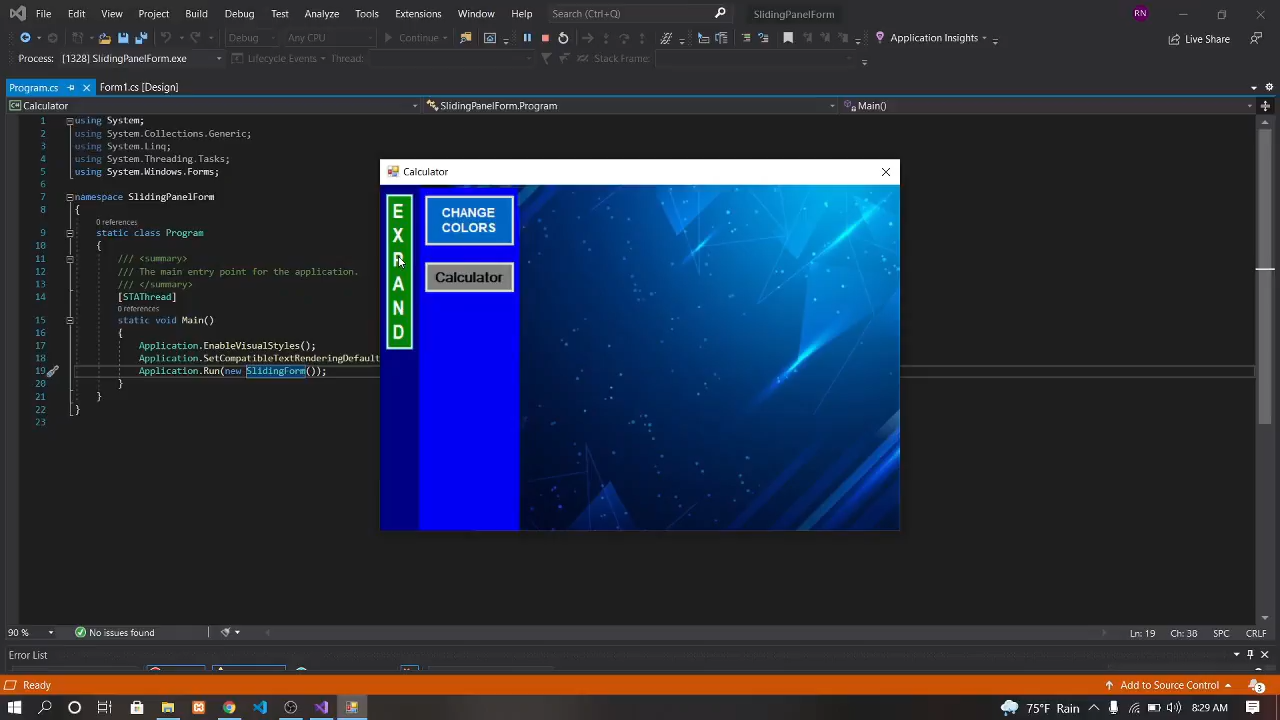 File Edit View Git Project Build Debug Test Analyze Tools Extensions Window Help Search (Ctrl+Q) SlidingPanelForm RN
Debug Any CPU Continue Application Insights Live Share
Process: [1328] SlidingPanelForm.exe Lifecycle Events Thread: Stack Frame:
Program.cs Form1.cs [Design]
Calculator SlidingPanelForm.Program Main()
1 using System;
2 using System.Collections.Generic;
3 using System.Linq;
4 using System.Threading.Tasks;
5 using System.Windows.Forms;
6
7 namespace SlidingPanelForm
8 {
0 references
9 static class Program
10 {
11 /// <summary>
12 /// The main entry point for the application.
13 /// </summary>
14 [STAThread]
0 references
15 static void Main()
16 {
17 Application.EnableVisualStyles();
18 Application.SetCompatibleTextRenderingDefault
19 Application.Run(new SlidingForm());
20 }
21 }
22 }
23
Calculator
EXPAND
CHANGE
COLORS
Calculator
90 % No issues found Ln: 19 Ch: 38 SPC CRLF
Error List
Ready Add to Source Control 3
75°F Rain 8:29 AM